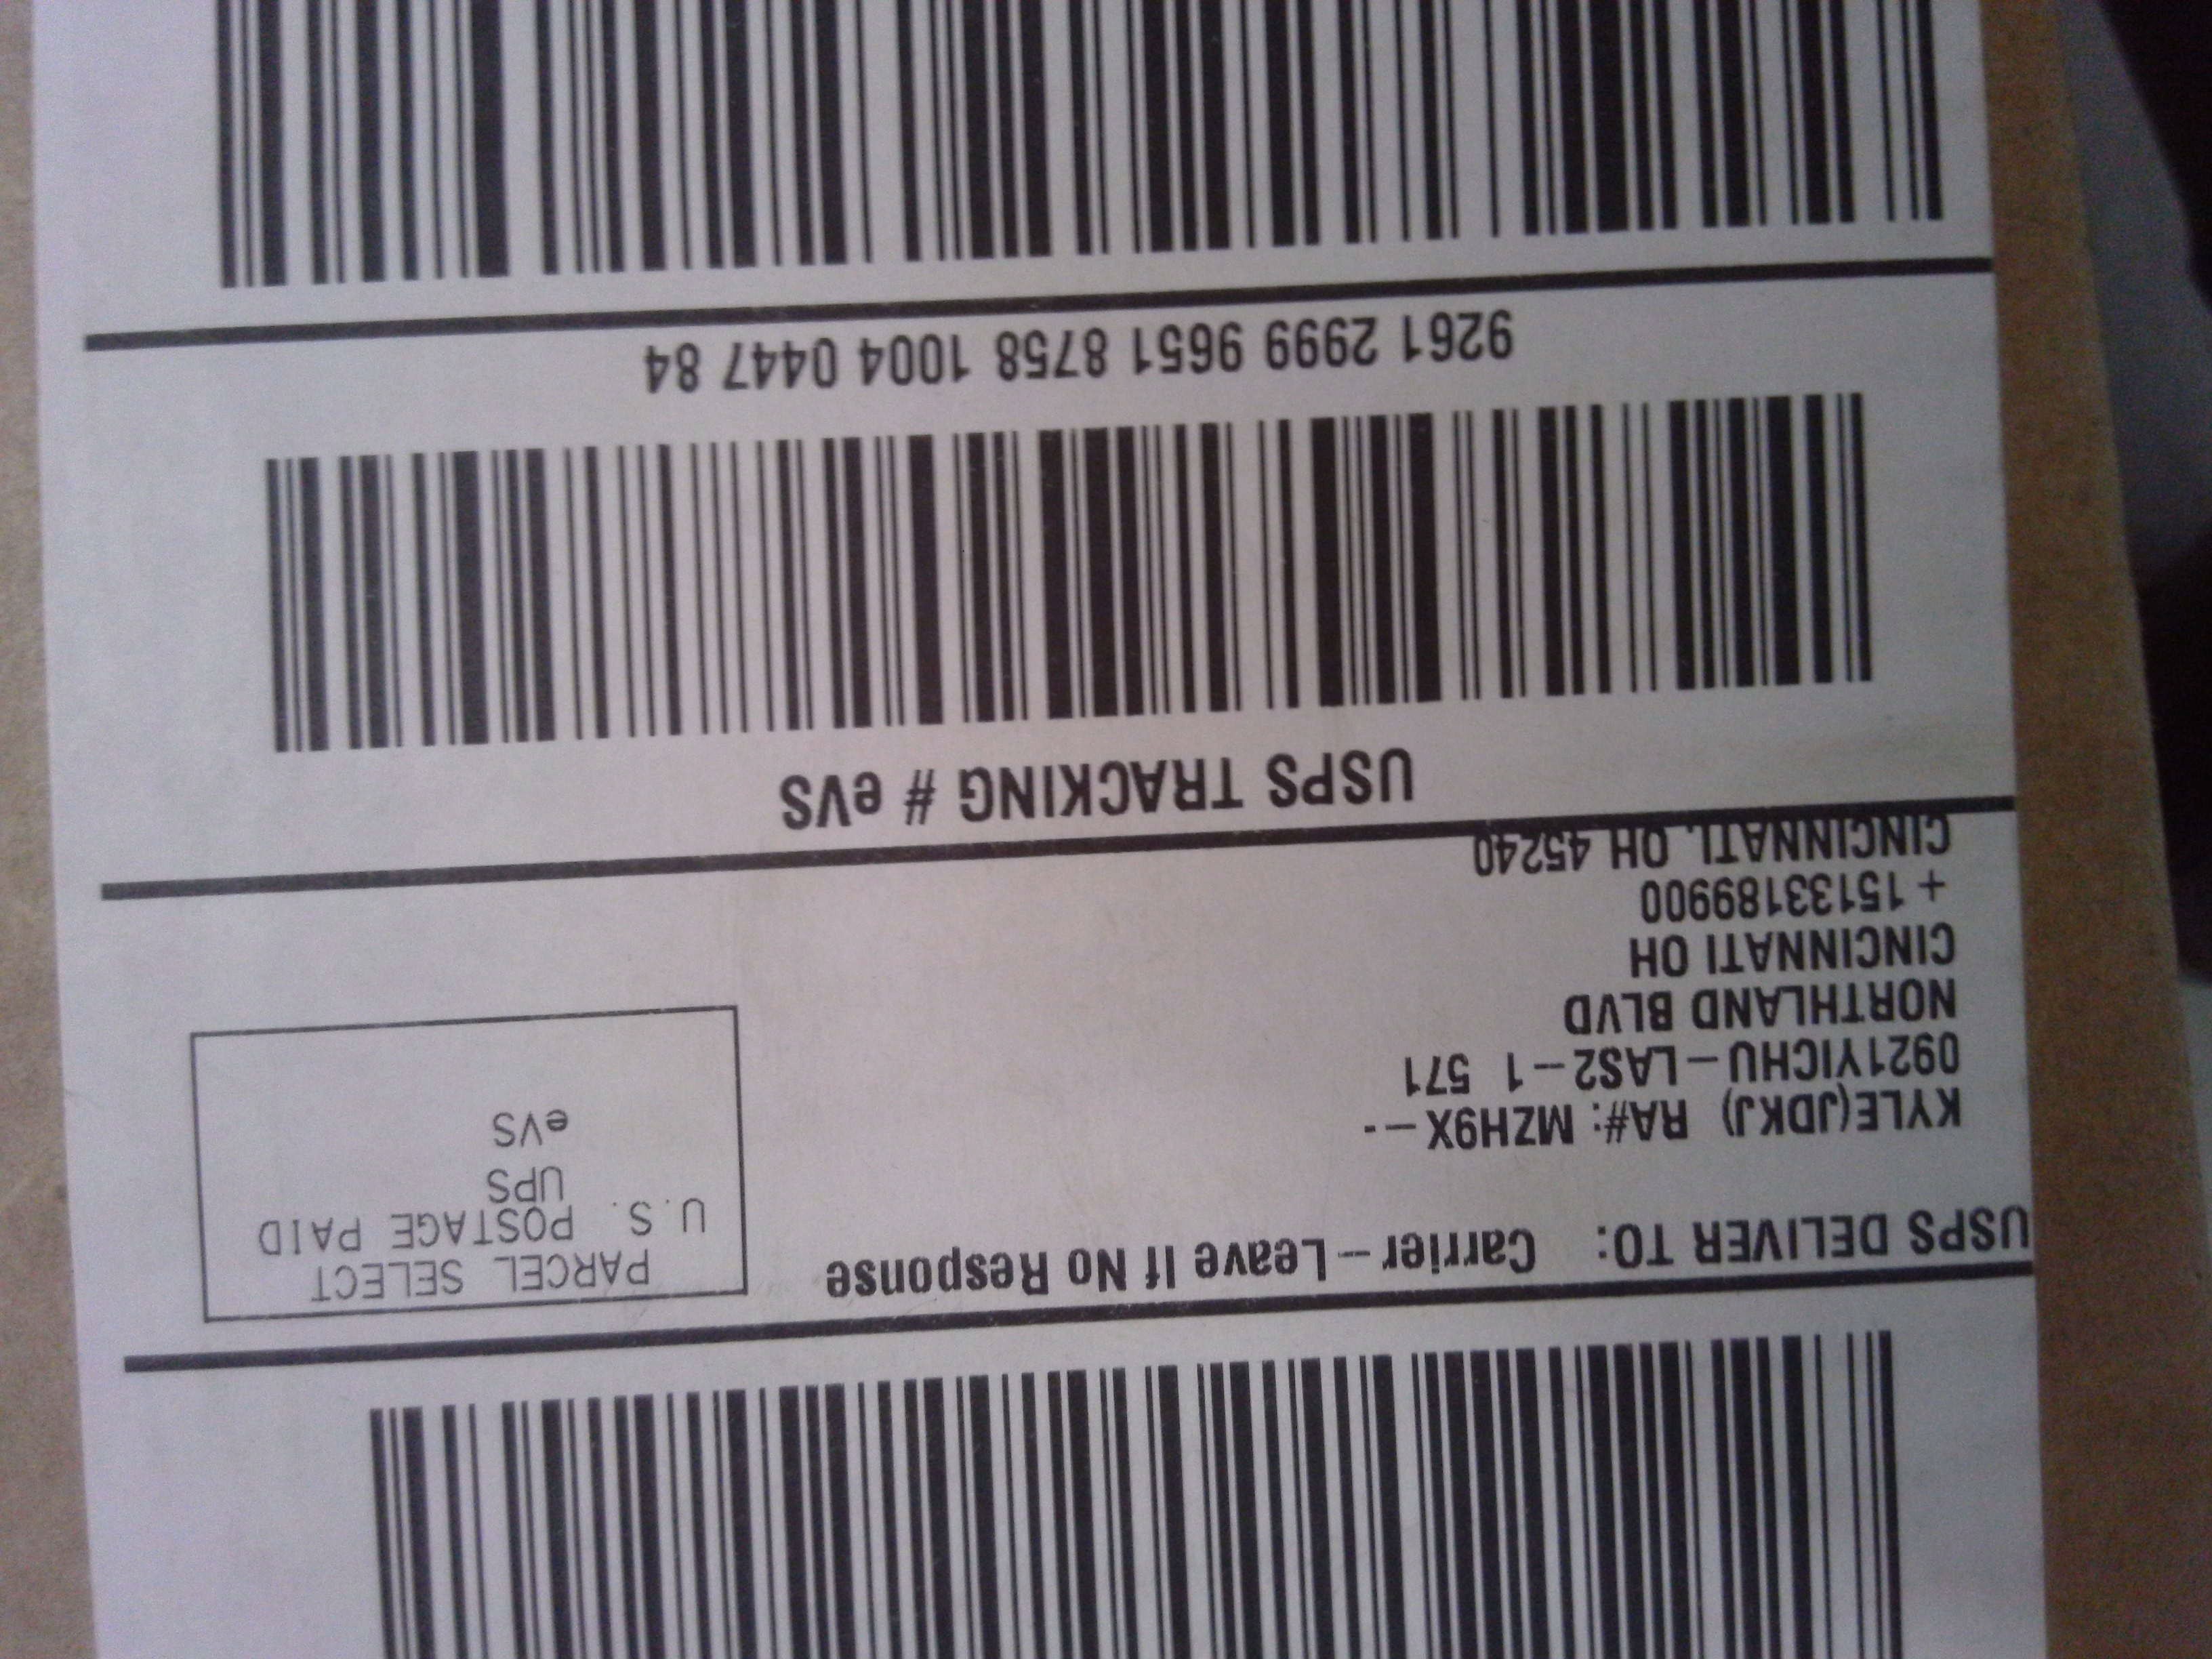 PARCEL SELECT
U.S. POSTAGE PAID
UPS
eVS
USPS DELIVER TO: Carrier – Leave If No Response
KYLE(JDKJ) RA#: MZH9X – -
0921YICHU – LAS2 – 1 571
NORTHLAND BLVD
CINCINNATI OH
+ 15133189900
CINCINNATI, OH 45240
USPS TRACKING # eVS
9261 2999 9651 8758 1004 0447 84